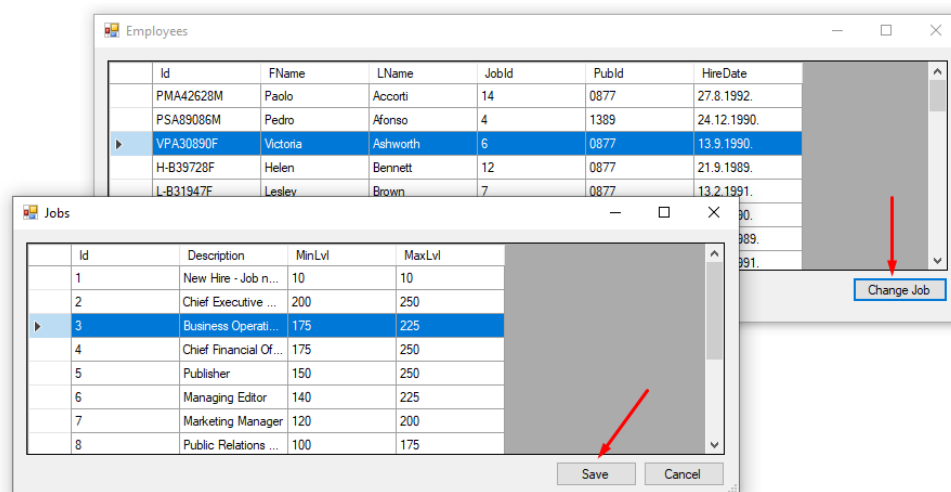 Employees
Id FName LName JobId PubId HireDate
PMA42628M Paolo Accorti 14 0877 27.8.1992.
PSA89086M Pedro Afonso 4 1389 24.12.1990.
VPA30890F Victoria Ashworth 6 0877 13.9.1990.
H-B39728F Helen Bennett 12 0877 21.9.1989.
L-B31947F Lesley Brown 7 0877 13.2.1991.
90.
989.
991.
Change Job
Jobs
Id Description MinLvl MaxLvl
1 New Hire - Job n... 10 10
2 Chief Executive ... 200 250
3 Business Operati... 175 225
4 Chief Financial Of... 175 250
5 Publisher 150 250
6 Managing Editor 140 225
7 Marketing Manager 120 200
8 Public Relations ... 100 175
Save Cancel